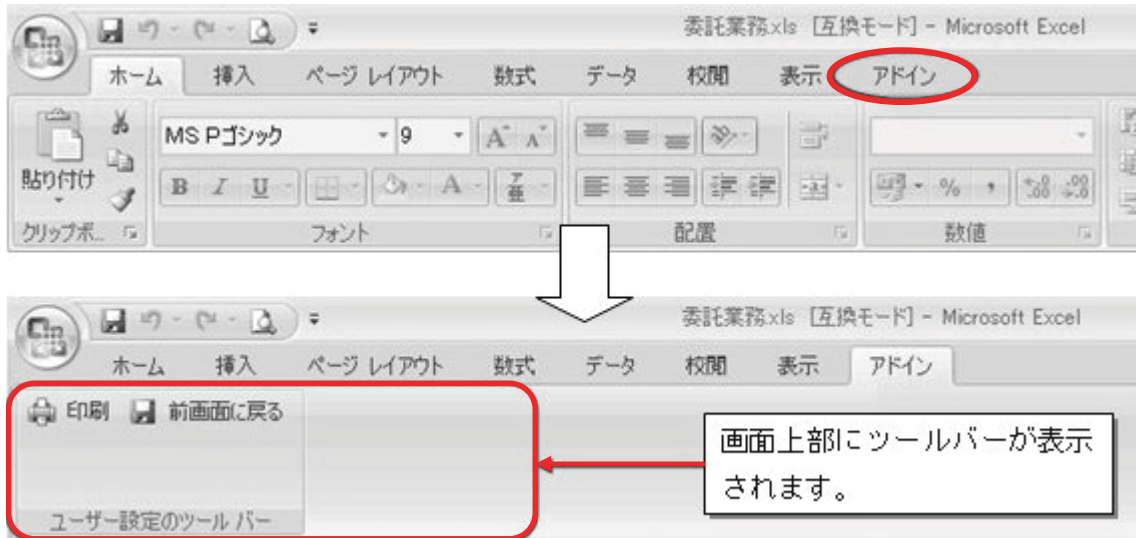 委託業務.xls [互換モード] - Microsoft Excel
ホーム 挿入 ページ レイアウト 数式 データ 校閲 表示 アドイン
MS Pゴシック 9 A A
貼り付け B I U A ア亜 % , .0 .00 .00 .0
クリップボ... フォント 配置 数値
委託業務.xls [互換モード] - Microsoft Excel
ホーム 挿入 ページ レイアウト 数式 データ 校閲 表示 アドイン
印刷 前画面に戻る
画面上部にツールバーが表示
されます。
ユーザー設定のツール バー